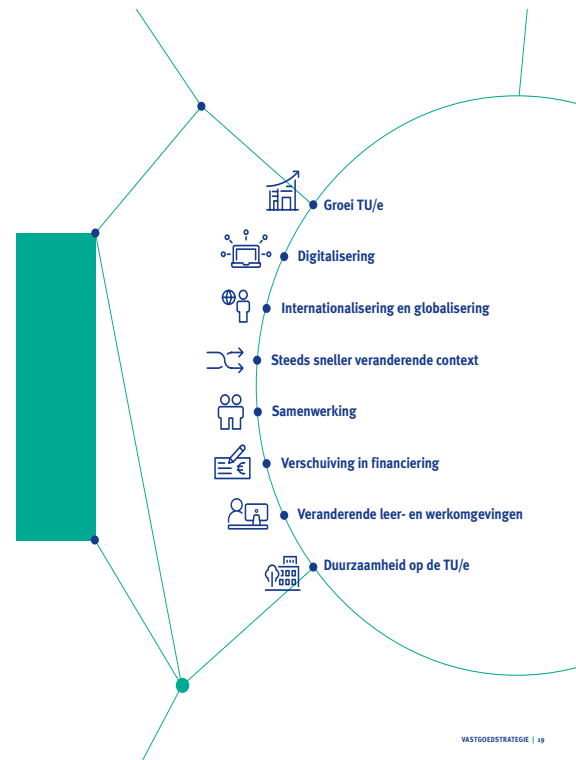 Groei TU/e
Digitalisering
Internationalisering en globalisering
Steeds sneller veranderende context
Samenwerking
Verschuiving in financiering
Veranderende leer- en werkomgevingen
Duurzaamheid op de TU/e
VASTGOEDSTRATEGIE | 19